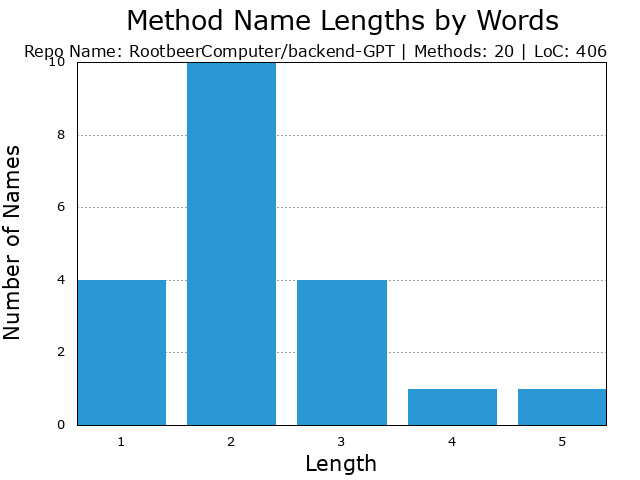 Method Name Lengths by Words
Repo Name: RootbeerComputer/backend-GPT | Methods: 20 | LoC: 406
Number of Names
10
8
6
4
2
0
1 2 3 4 5
Length